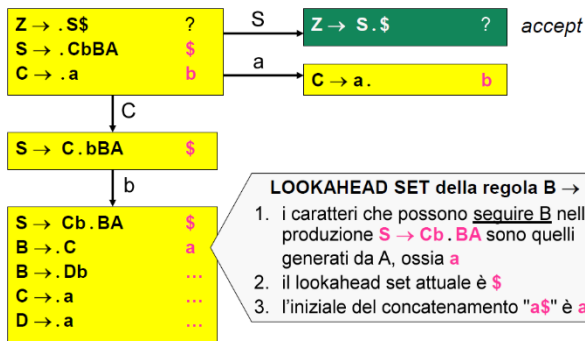 Z → .S$ ?
S → .CbBA $
C → .a b
S
Z → S.$ ?
accept
a
C → a. b
C
S → C.bBA $
b
S → Cb.BA $
B → .C a
B → .Db ...
C → .a ...
D → .a ...
LOOKAHEAD SET della regola B →
1. i caratteri che possono seguire B nell
produzione S → Cb.BA sono quelli
generati da A, ossia a
2. il lookahead set attuale è $
3. l'iniziale del concatenamento "a$" è a